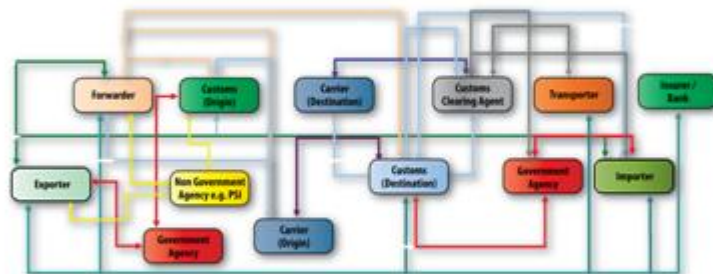 Forwarder
Customs
(Origin)
Carrier
(Destination)
Customs
Clearing Agent
Transporter
Insurer /
Bank
Exporter
Non Government
Agency e.g. PSI
Customs
(Destination)
Government
Agency
Importer
Government
Agency
Carrier
(Origin)